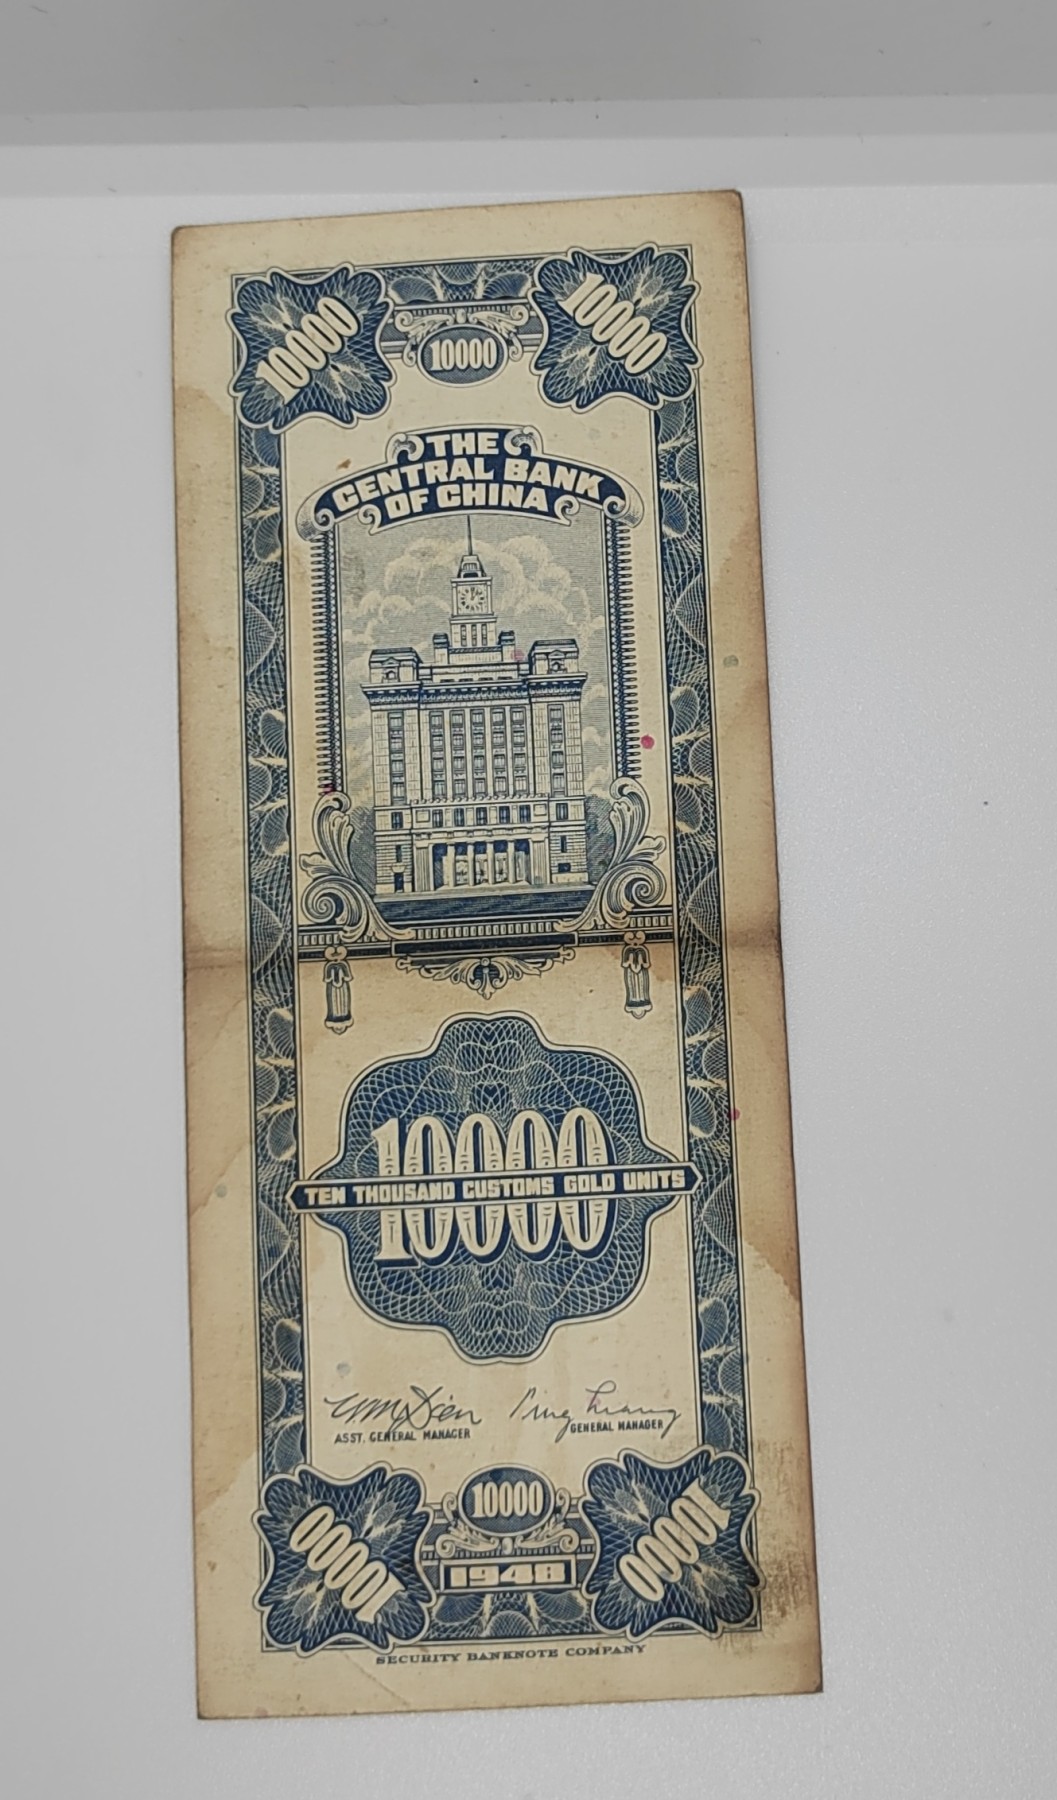 10000
10000
10000
THE
CENTRAL BANK
OF CHINA
10000
TEN THOUSAND CUSTOMS GOLD UNITS
ASST. GENERAL MANAGER
GENERAL MANAGER
10000
10000
10000
1948
SECURITY BANKNOTE COMPANY